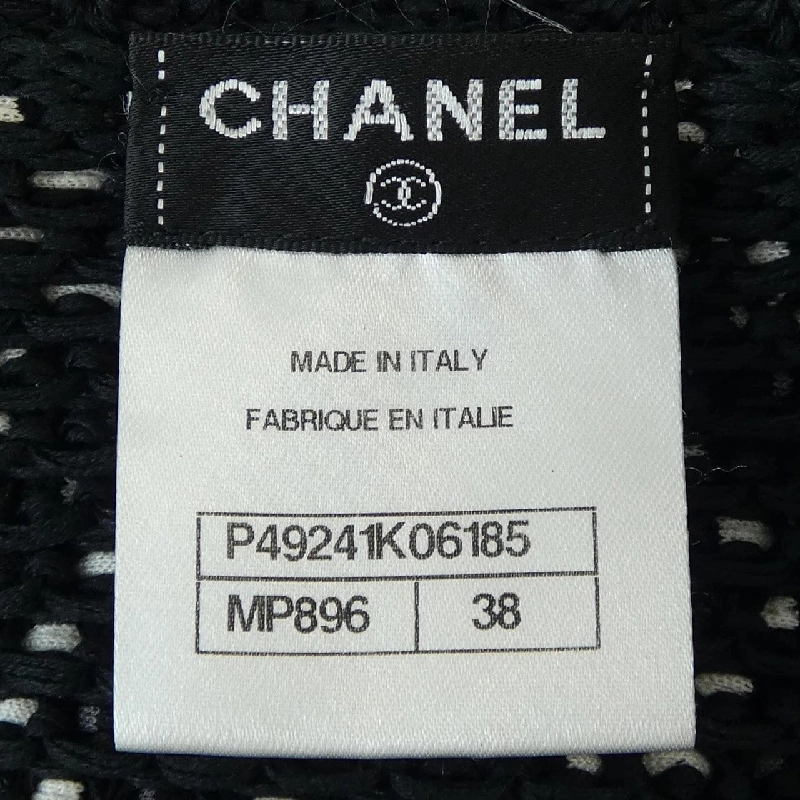 CHANEL
MADE IN ITALY
FABRIQUE EN ITALIE
P49241K06185
MP896 38